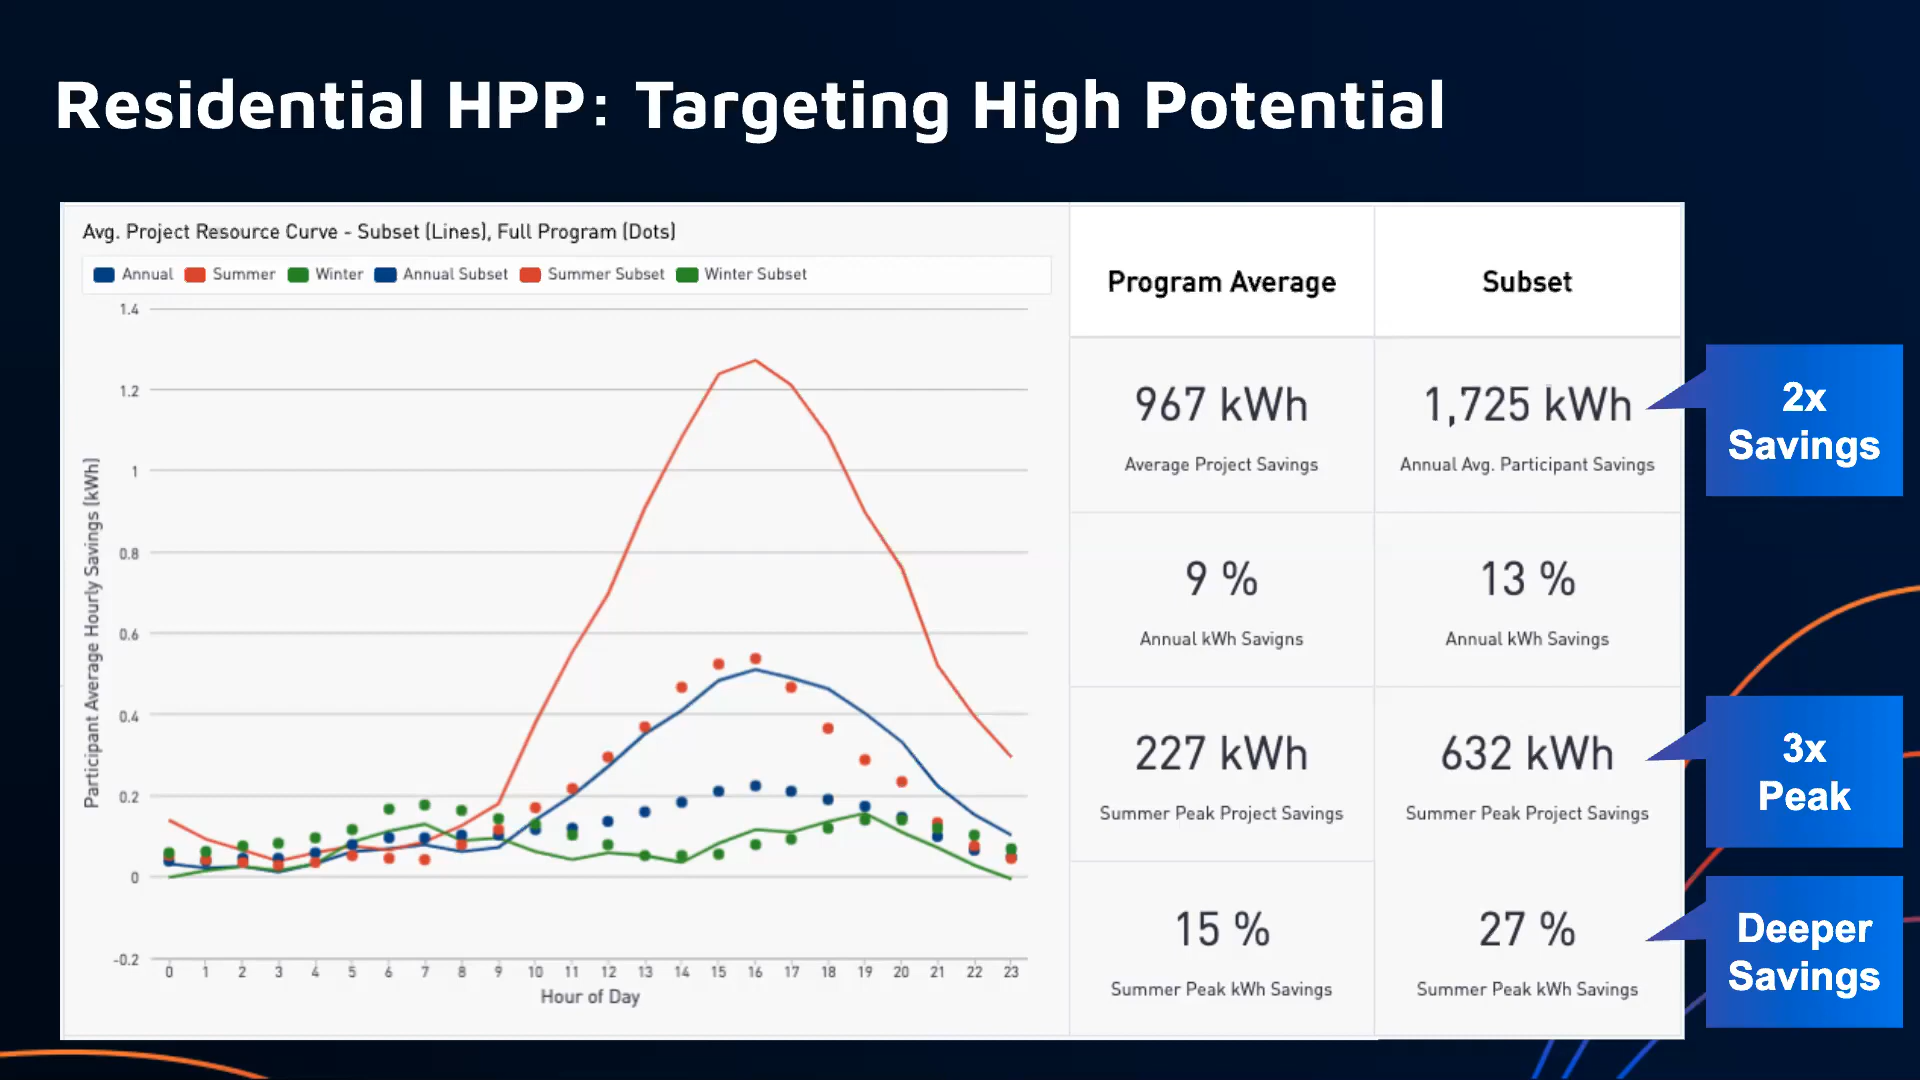 Residential HPP: Targeting High Potential
Avg. Project Resource Curve - Subset (Lines), Full Program (Dots)
Annual Summer Winter Annual Subset Summer Subset Winter Subset
Participant Average Hourly Savings (kWh)
1.4
1.2
1
0.8
0.6
0.4
0.2
0
-0.2
0 1 2 3 4 5 6 7 8 9 10 11 12 13 14 15 16 17 18 19 20 21 22 23
Hour of Day
Program Average
Subset
967 kWh
Average Project Savings
1,725 kWh
Annual Avg. Participant Savings
2x
Savings
9 %
Annual kWh Savigns
13 %
Annual kWh Savings
227 kWh
Summer Peak Project Savings
632 kWh
Summer Peak Project Savings
3x
Peak
15 %
Summer Peak kWh Savings
27 %
Summer Peak kWh Savings
Deeper
Savings